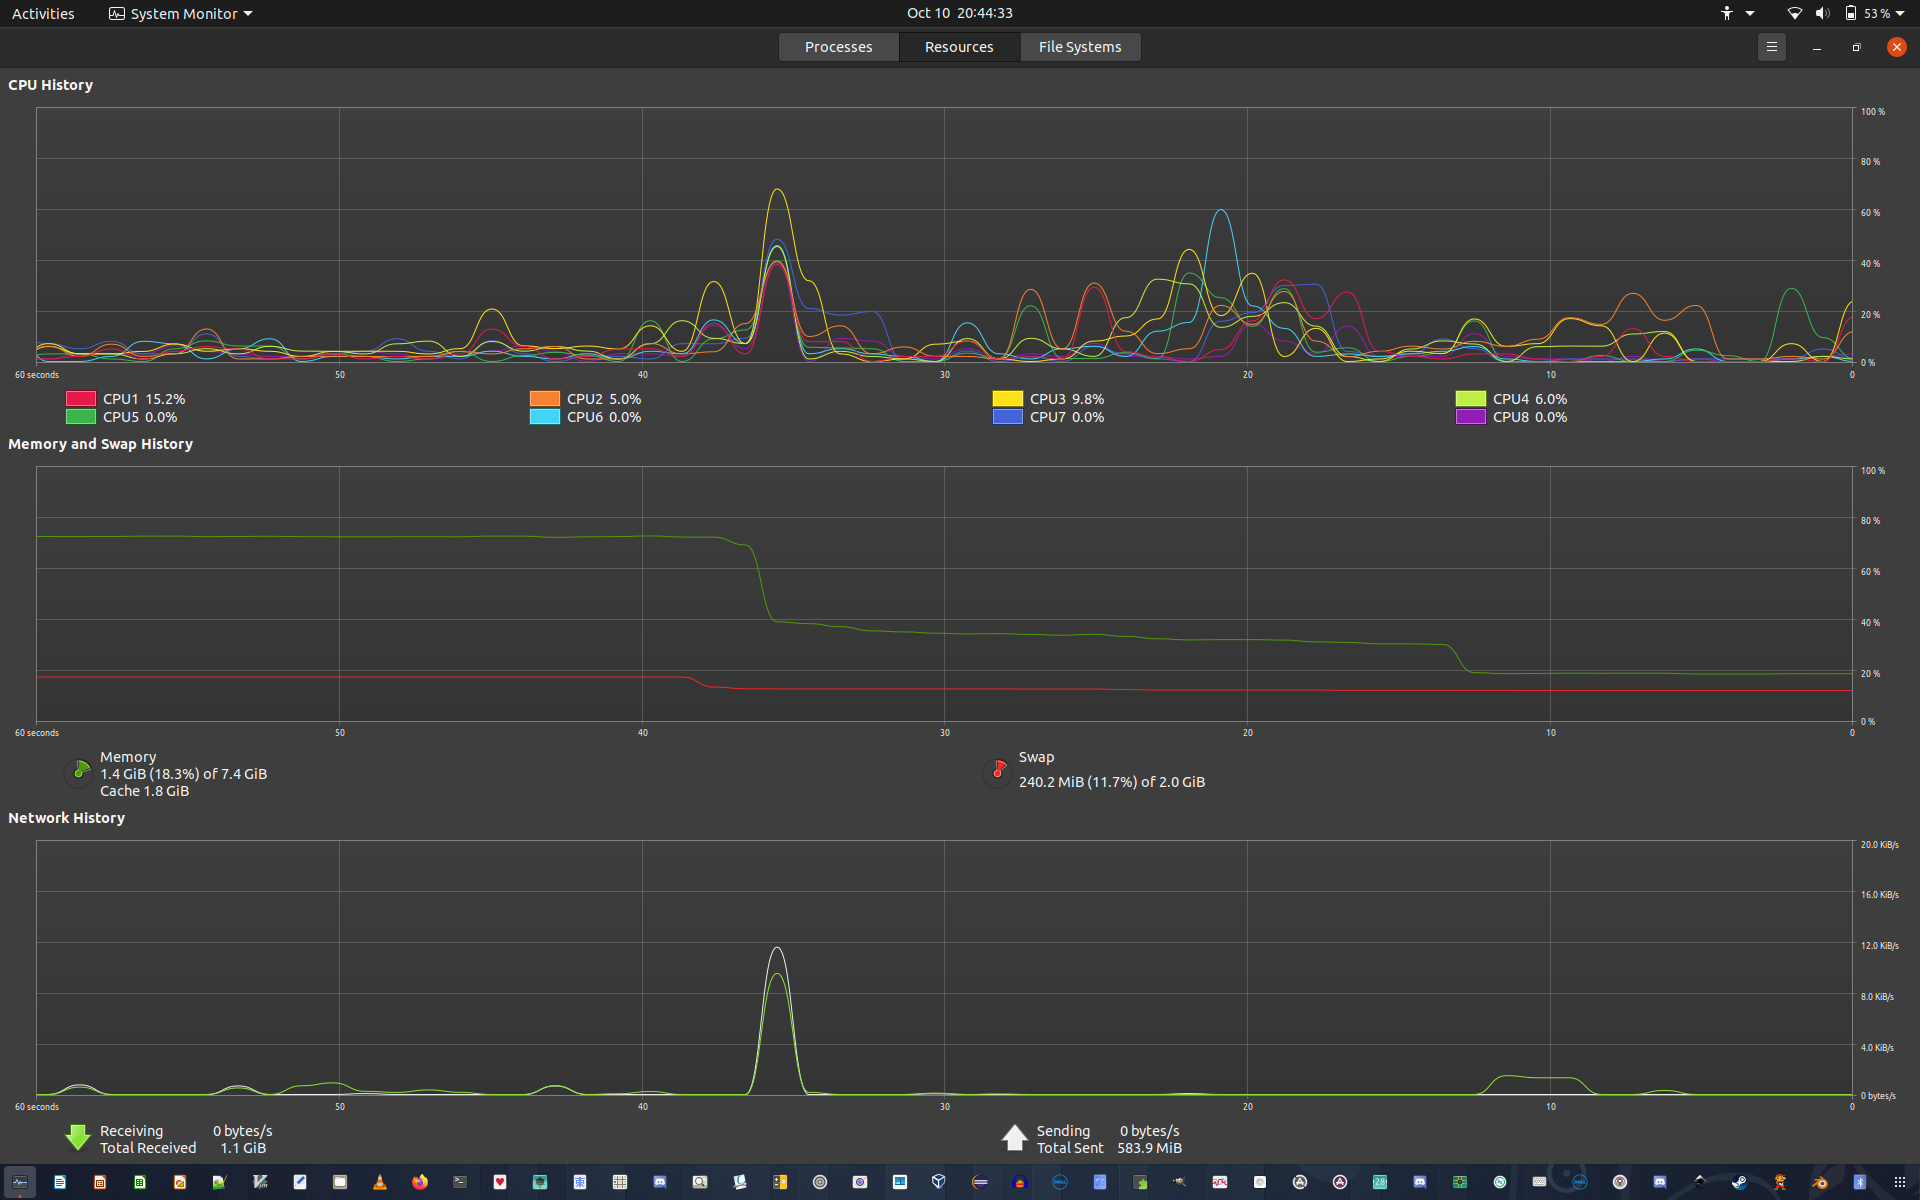 Activities System Monitor Oct 10 20:44:33 53 %
Processes Resources File Systems
CPU History
100 %
80 %
60 %
40 %
20 %
0 %
60 seconds 50 40 30 20 10 0
CPU1 15.2% CPU2 5.0% CPU3 9.8% CPU4 6.0%
CPU5 0.0% CPU6 0.0% CPU7 0.0% CPU8 0.0%
Memory and Swap History
100 %
80 %
60 %
40 %
20 %
0 %
60 seconds 50 40 30 20 10 0
Memory
1.4 GiB (18.3%) of 7.4 GiB
Cache 1.8 GiB
Swap
240.2 MiB (11.7%) of 2.0 GiB
Network History
20.0 KiB/s
16.0 KiB/s
12.0 KiB/s
8.0 KiB/s
4.0 KiB/s
0 bytes/s
60 seconds 50 40 30 20 10 0
Receiving 0 bytes/s
Total Received 1.1 GiB
Sending 0 bytes/s
Total Sent 583.9 MiB